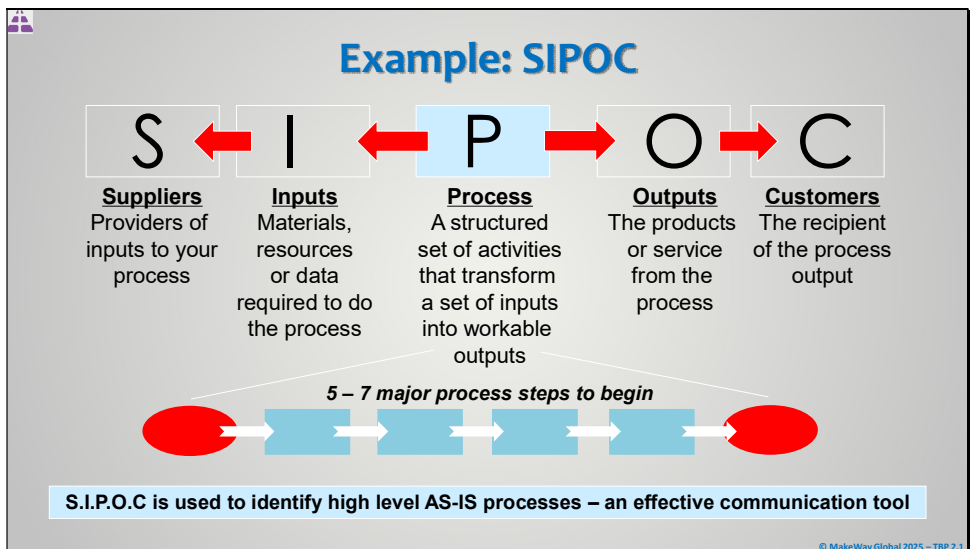 Example: SIPOC
S
I
P
O
C
Suppliers
Providers of
inputs to your
process
Inputs
Materials,
resources
or data
required to do
the process
Process
A structured
set of activities
that transform
a set of inputs
into workable
outputs
Outputs
The products
or service
from the
process
Customers
The recipient
of the process
output
5 – 7 major process steps to begin
S.I.P.O.C is used to identify high level AS-IS processes – an effective communication tool
© MakeWay Global 2025 – TBP 2.1